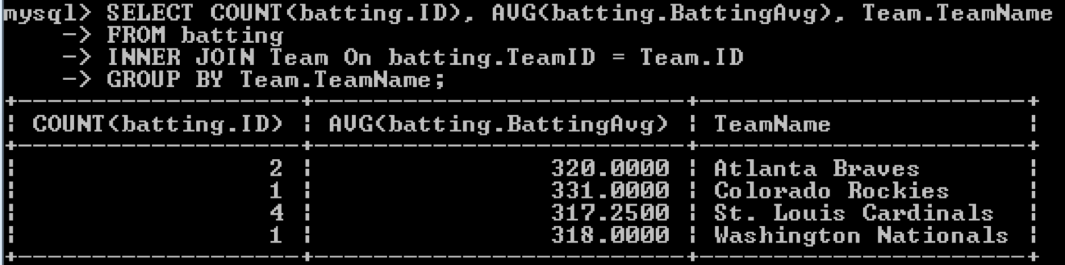 mysql> SELECT COUNT(batting.ID), AVG(batting.BattingAvg), Team.TeamName
-> FROM batting
-> INNER JOIN Team On batting.TeamID = Team.ID
-> GROUP BY Team.TeamName;
+--------------------+-------------------------+----------------------+
| COUNT(batting.ID) | AVG(batting.BattingAvg) | TeamName |
+--------------------+-------------------------+----------------------+
| 2 | 320.0000 | Atlanta Braves |
| 1 | 331.0000 | Colorado Rockies |
| 4 | 317.2500 | St. Louis Cardinals |
| 1 | 318.0000 | Washington Nationals |
+--------------------+-------------------------+----------------------+